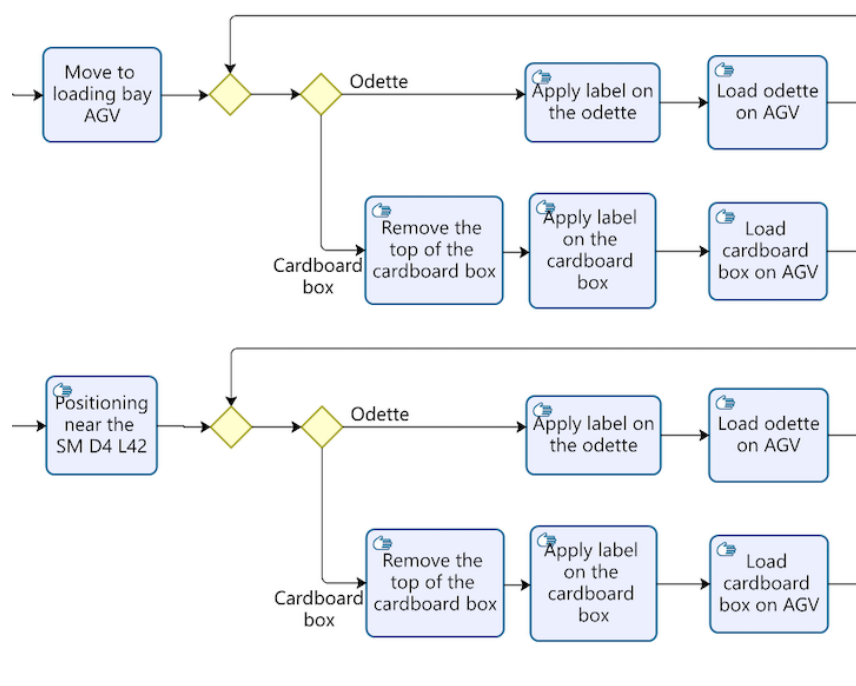 Move to
loading bay
AGV
Odette
Apply label on
the odette
Load odette
on AGV
Cardboard
box
Remove the
top of the
cardboard box
Apply label
on the
cardboard
box
Load
cardboard
box on AGV
Positioning
near the
SM D4 L42
Odette
Apply label on
the odette
Load odette
on AGV
Cardboard
box
Remove the
top of the
cardboard box
Apply label
on the
cardboard
box
Load
cardboard
box on AGV